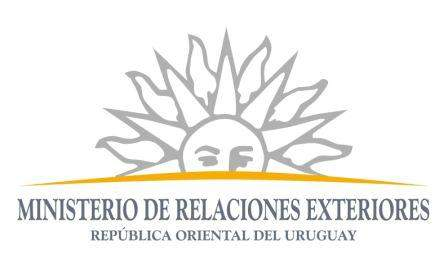 MINISTERIO DE RELACIONES EXTERIORES
REPÚBLICA ORIENTAL DEL URUGUAY